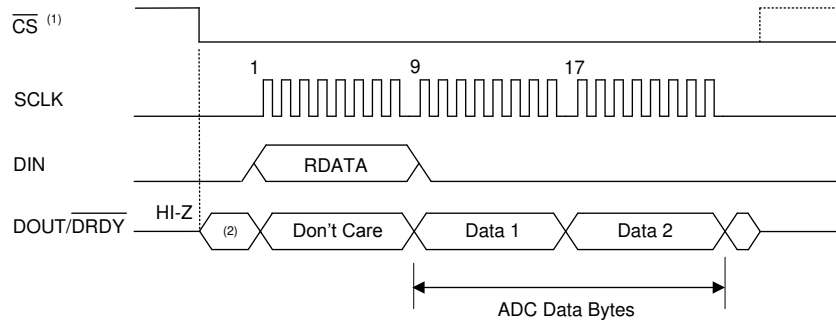 CS (1)
1 9 17
SCLK
DIN RDATA
HI-Z
DOUT/DRDY (2) Don't Care Data 1 Data 2
ADC Data Bytes